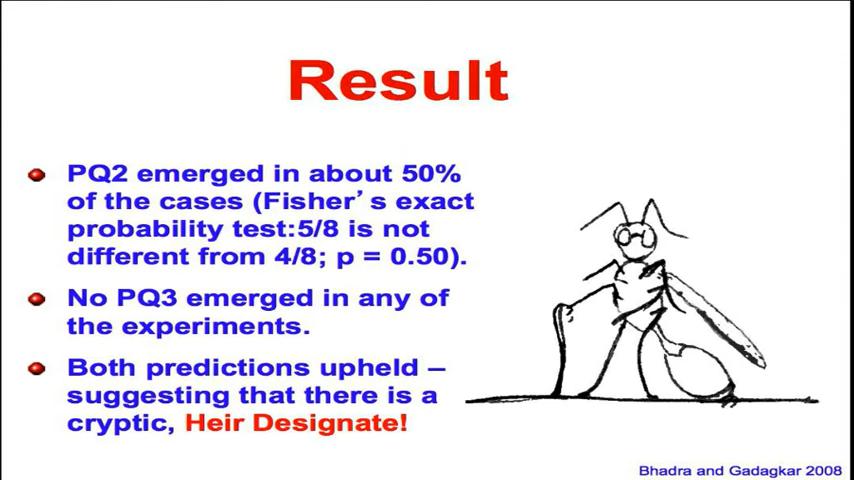 Result
PQ2 emerged in about 50%
of the cases (Fisher's exact
probability test:5/8 is not
different from 4/8; p = 0.50).
No PQ3 emerged in any of
the experiments.
Both predictions upheld –
suggesting that there is a
cryptic, Heir Designate!
Bhadra and Gadagkar 2008